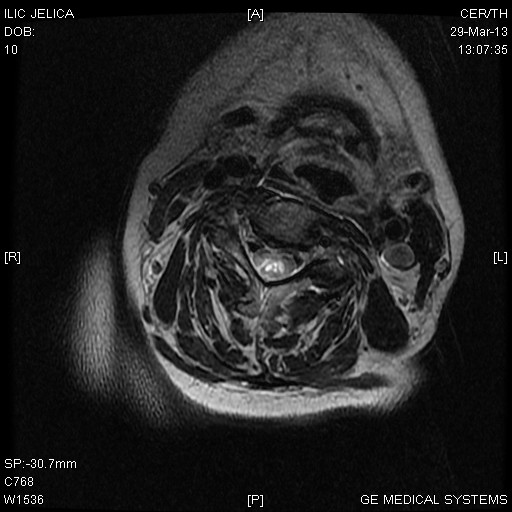 ILIC JELICA
DOB:
10
[A]
CER/TH
29-Mar-13
13:07:35
[R]
[L]
SP:-30.7mm
C768
W1536
[P]
GE MEDICAL SYSTEMS